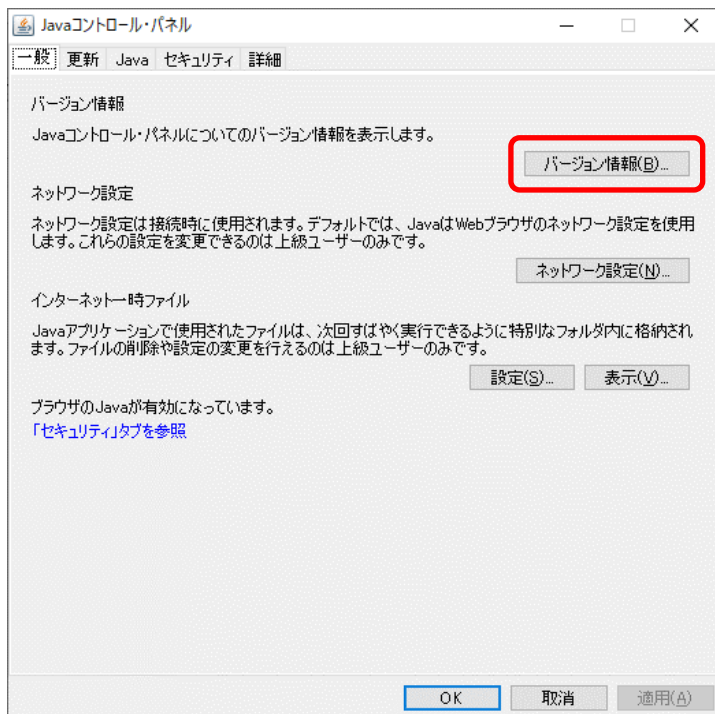 Javaコントロール・パネル
一般 更新 Java セキュリティ 詳細
バージョン情報
Javaコントロール・パネルについてのバージョン情報を表示します。
バージョン情報(B)...
ネットワーク設定
ネットワーク設定は接続時に使用されます。デフォルトでは、JavaはWebブラウザのネットワーク設定を使用
します。これらの設定を変更できるのは上級ユーザーのみです。
ネットワーク設定(N)...
インターネット一時ファイル
Javaアプリケーションで使用されたファイルは、次回すばやく実行できるように特別なフォルダ内に格納され
ます。ファイルの削除や設定の変更を行えるのは上級ユーザーのみです。
設定(S)... 表示(V)...
ブラウザのJavaが有効になっています。
「セキュリティ」タブを参照
OK 取消 適用(A)